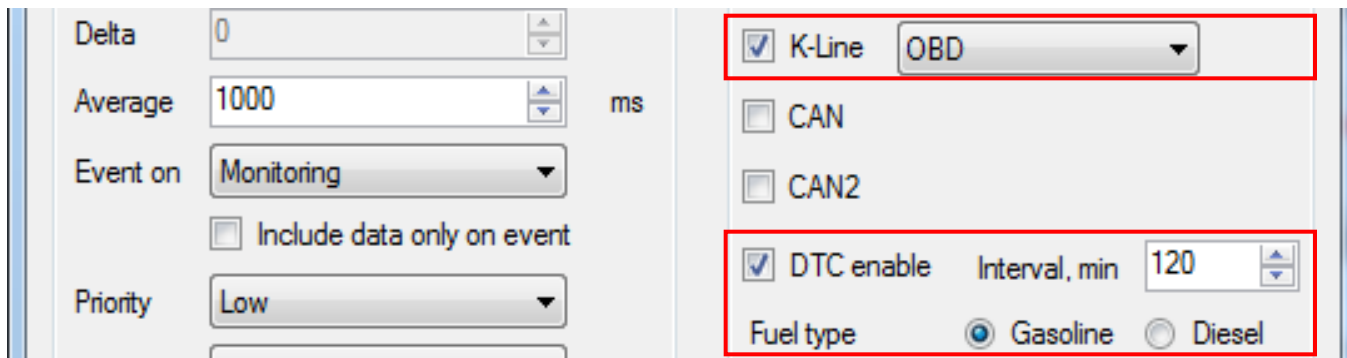 Delta 0
Average 1000 ms
Event on Monitoring
Include data only on event
Priority Low
K-Line OBD
CAN
CAN2
DTC enable Interval, min 120
Fuel type Gasoline Diesel